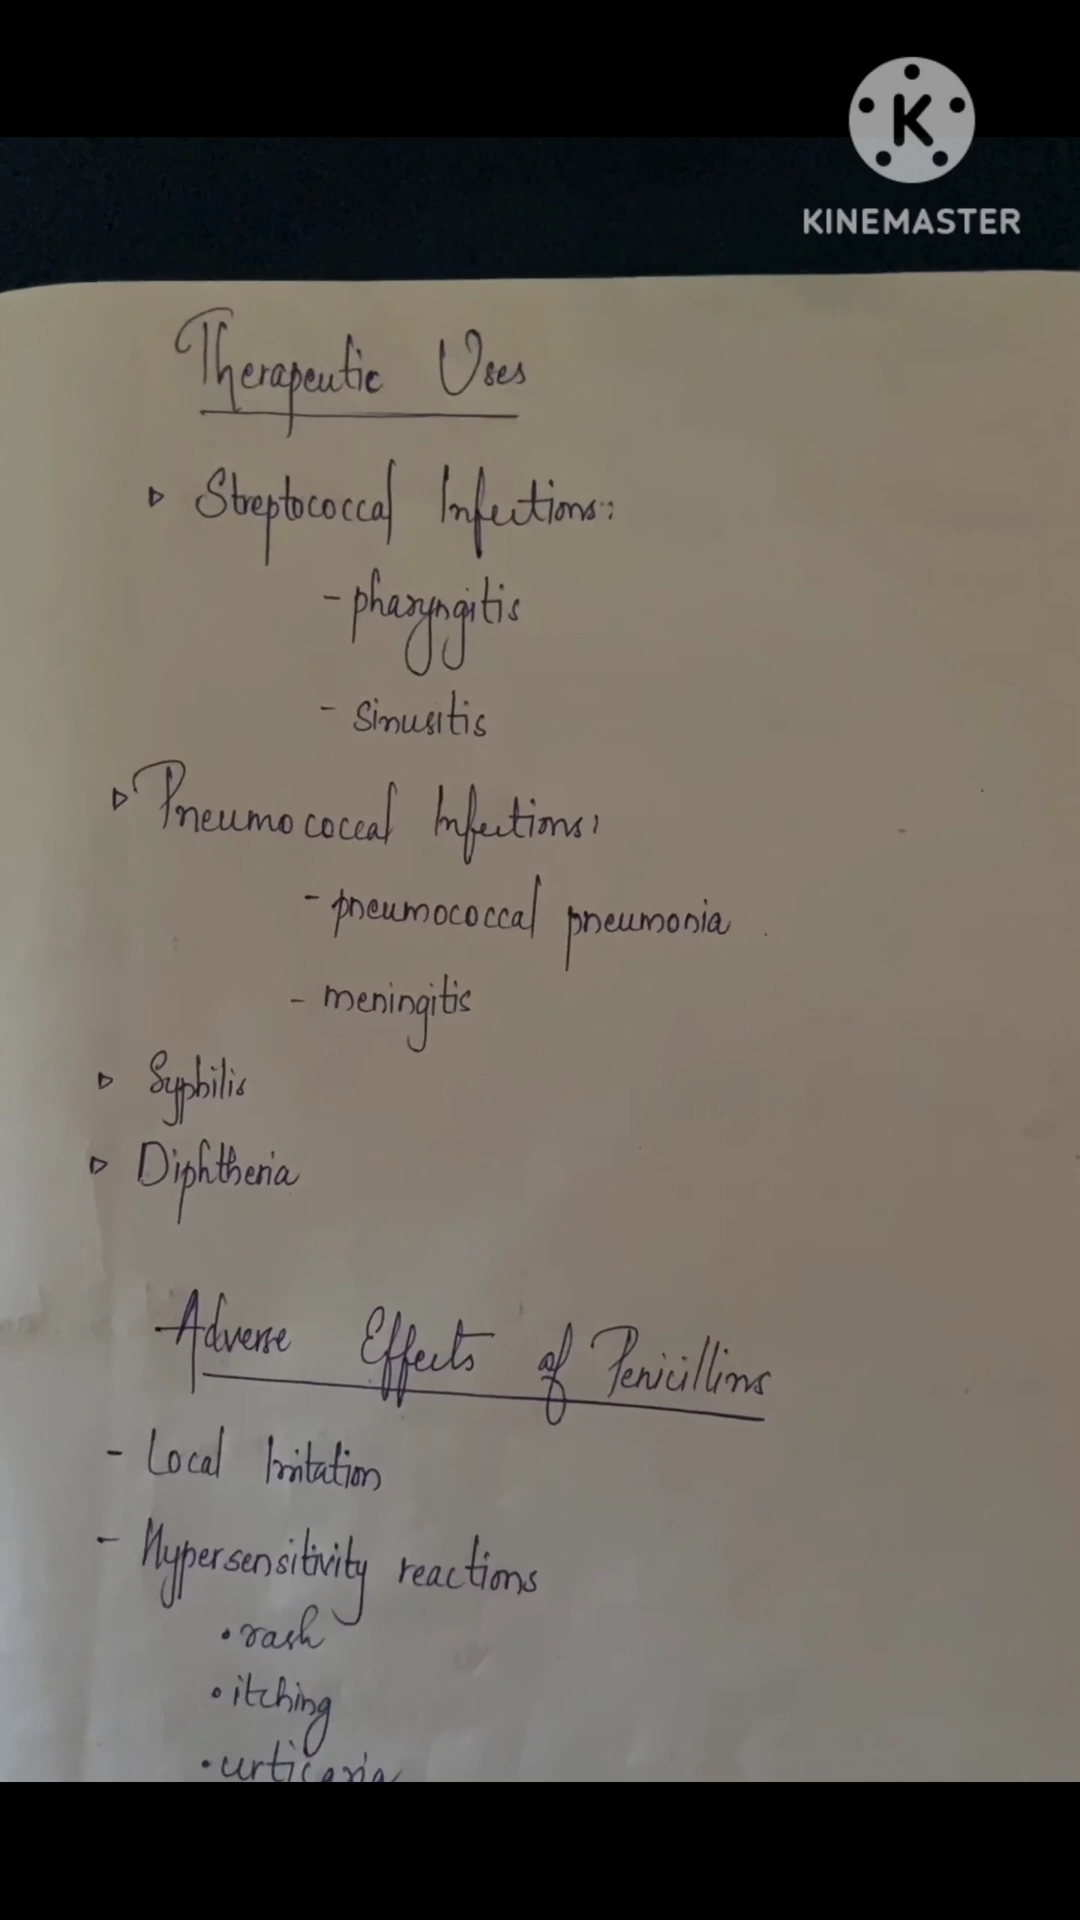 KINEMASTER
Therapeutic Uses
▷ Streptococcal Infections:
- pharyngitis
- sinusitis
▷ Pneumococcal Infections:
- pneumococcal pneumonia
- meningitis
▷ Syphilis
▷ Diphtheria
Adverse Effects of Penicillins
- Local Irritation
- Hypersensitivity reactions
• rash
• itching
• urticaria